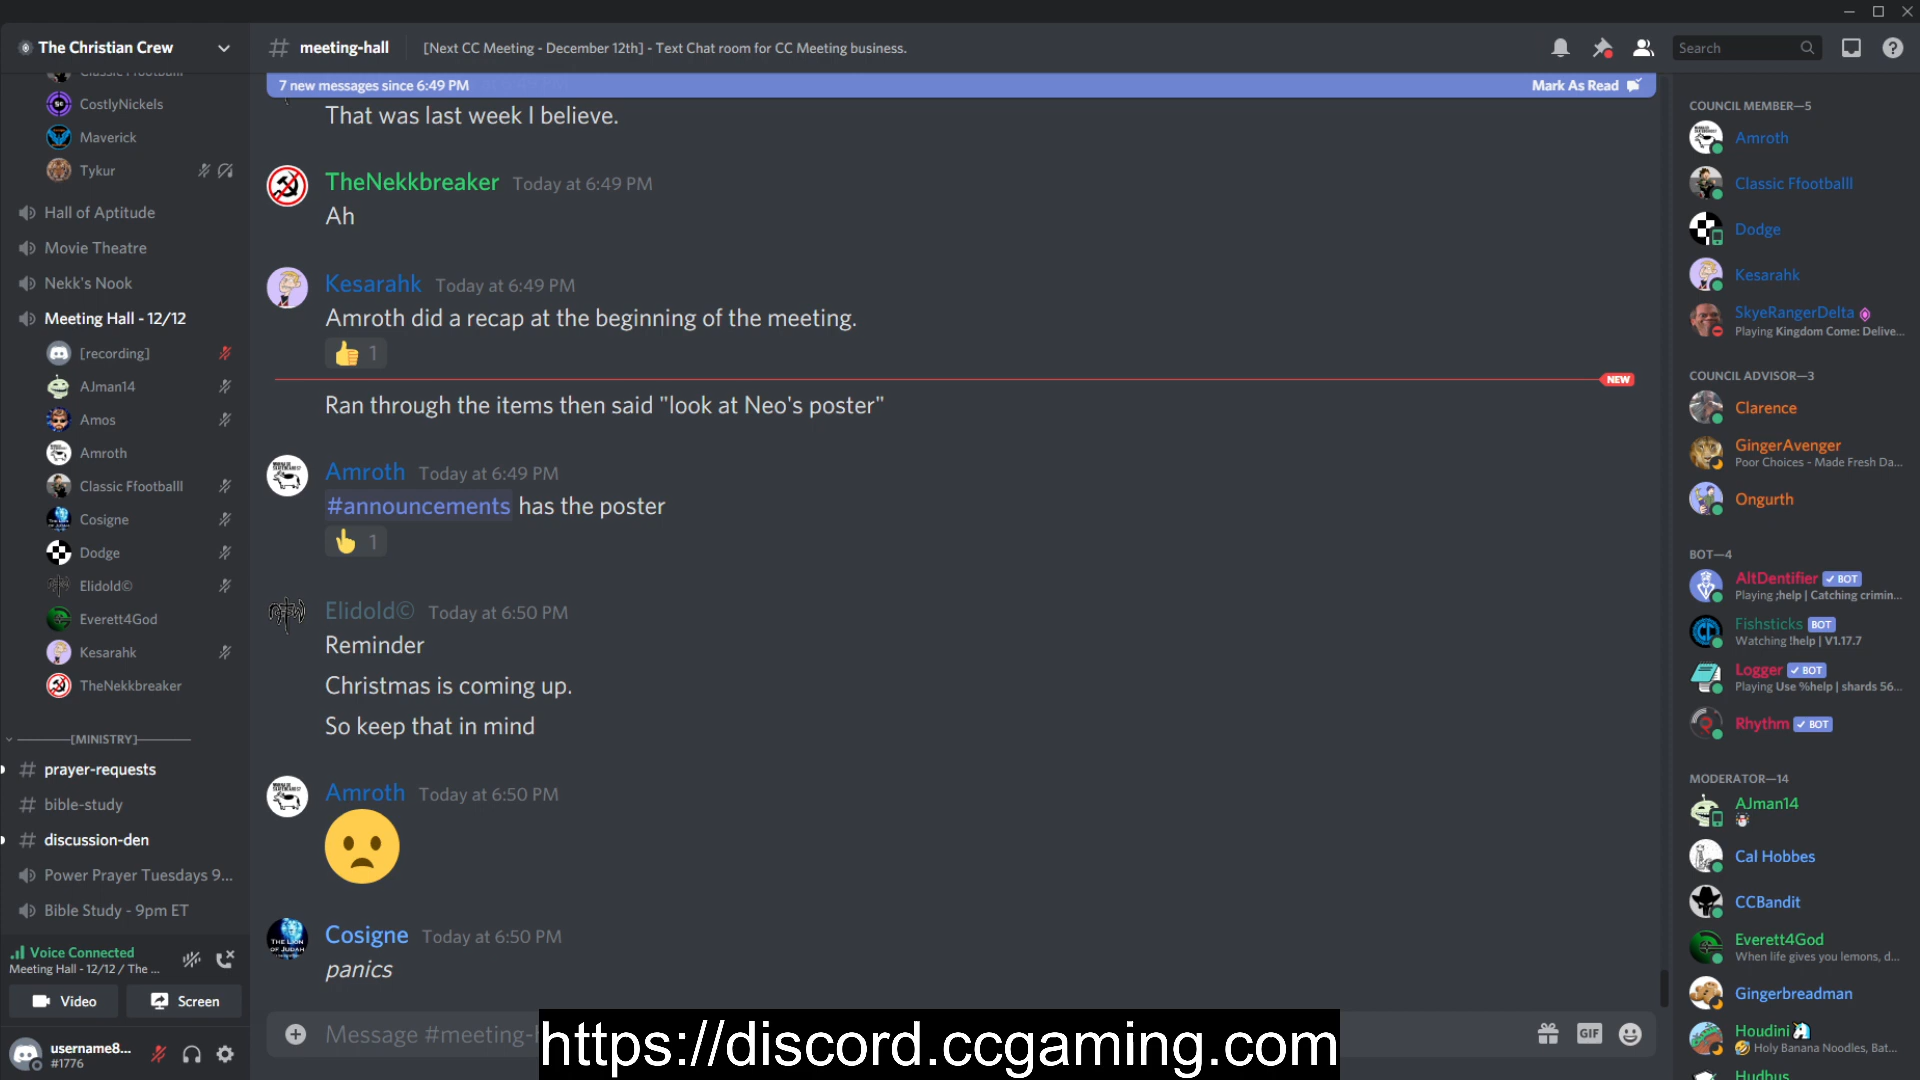 The Christian Crew
# meeting-hall
[Next CC Meeting - December 12th] - Text Chat room for CC Meeting business.
Search
Classic Ffootballl
CostlyNickels
Maverick
Tykur
Hall of Aptitude
Movie Theatre
Nekk's Nook
Meeting Hall - 12/12
[recording]
AJman14
Amos
Amroth
Classic Ffootballl
Cosigne
Dodge
Elidold©
Everett4God
Kesarahk
TheNekkbreaker
[MINISTRY]
# prayer-requests
# bible-study
# discussion-den
Power Prayer Tuesdays 9...
Bible Study - 9pm ET
Voice Connected
Meeting Hall - 12/12 / The ...
Video
Screen
username8...
#1776
7 new messages since 6:49 PM
Mark As Read
That was last week I believe.
TheNekkbreaker Today at 6:49 PM
Ah
Kesarahk Today at 6:49 PM
Amroth did a recap at the beginning of the meeting.
👍 1
NEW
Ran through the items then said "look at Neo's poster"
Amroth Today at 6:49 PM
#announcements has the poster
👆 1
Elidold© Today at 6:50 PM
Reminder
Christmas is coming up.
So keep that in mind
Amroth Today at 6:50 PM
Cosigne Today at 6:50 PM
THE LION
OF JUDAH
panics
Message #meeting-h
GIF
https://discord.ccgaming.com
COUNCIL MEMBER—5
Amroth
Classic Ffootballl
Dodge
Kesarahk
SkyeRangerDelta
Playing Kingdom Come: Delive...
COUNCIL ADVISOR—3
Clarence
GingerAvenger
Poor Choices - Made Fresh Da...
Ongurth
BOT—4
AltDentifier ✓ BOT
Playing ;help | Catching crimin...
Fishsticks BOT
Watching !help | V1.17.7
Logger ✓ BOT
Playing Use %help | shards 56...
Rhythm ✓ BOT
MODERATOR—14
AJman14
Cal Hobbes
CCBandit
Everett4God
When life gives you lemons, d...
Gingerbreadman
Houdini
Holy Banana Noodles, Bat...
Hudbus